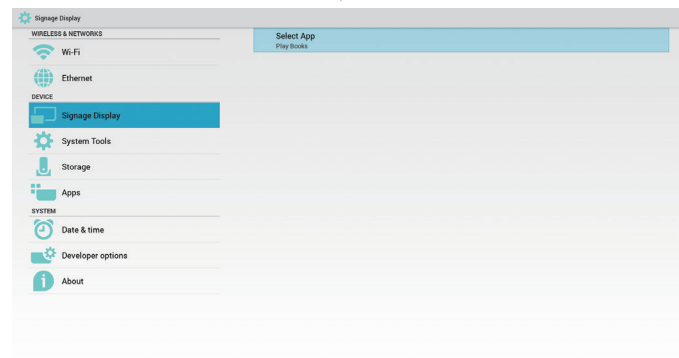 Signage Display
WIRELESS & NETWORKS
Wi-Fi
Ethernet
DEVICE
Signage Display
System Tools
Storage
Apps
SYSTEM
Date & time
Developer options
About
Select App
Play Books